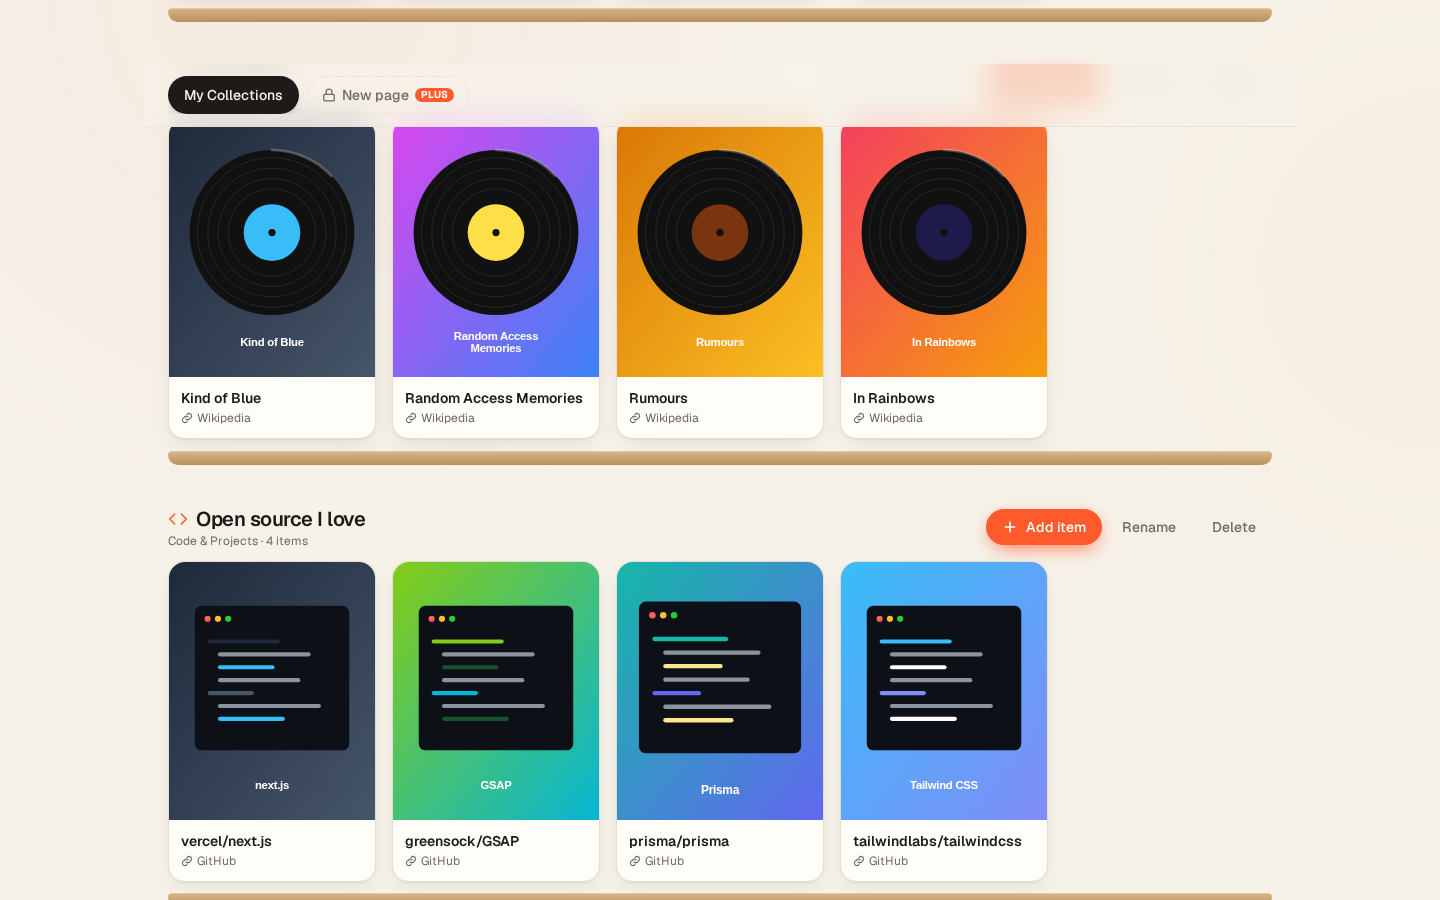 My Collections
New page PLUS
Kind of Blue
Random Access
Memories
Rumours
In Rainbows
Kind of Blue
Wikipedia
Random Access Memories
Wikipedia
Rumours
Wikipedia
In Rainbows
Wikipedia
Open source I love
Code & Projects · 4 items
Add item
Rename
Delete
next.js
GSAP
Prisma
Tailwind CSS
vercel/next.js
GitHub
greensock/GSAP
GitHub
prisma/prisma
GitHub
tailwindlabs/tailwindcss
GitHub